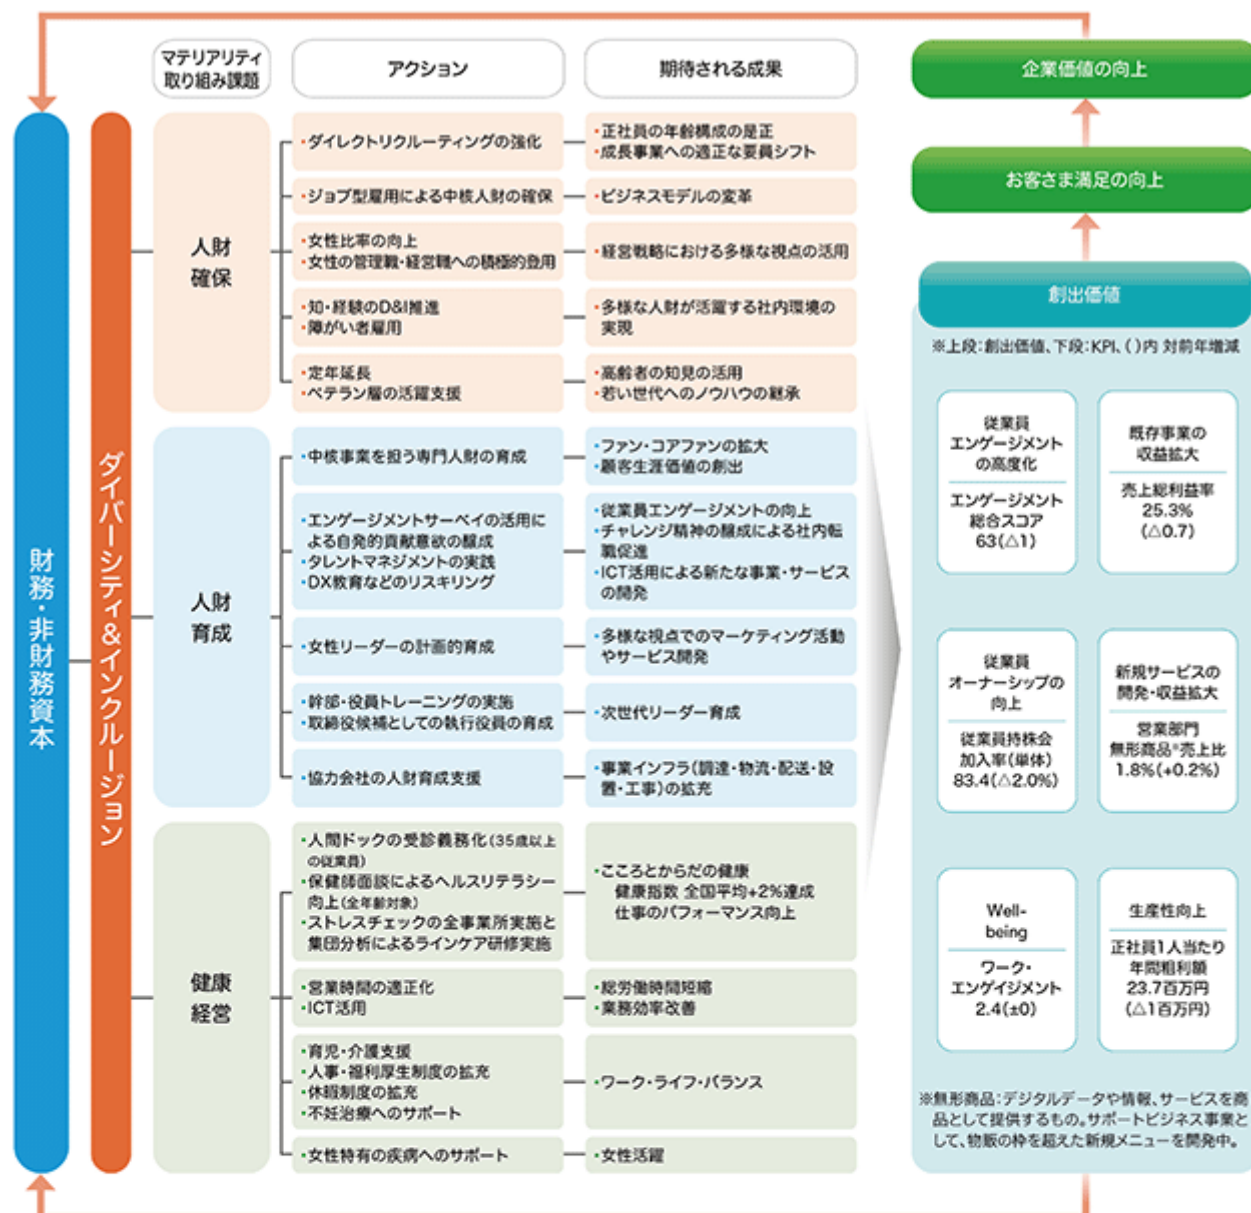 マテリアリティ
取り組み課題
アクション
期待される成果
財務・非財務資本
ダイバーシティ&インクルージョン
人財
確保
・ダイレクトリクルーティングの強化
・正社員の年齢構成の是正
・成長事業への適正な要員シフト
・ジョブ型雇用による中核人財の確保
・ビジネスモデルの変革
・女性比率の向上
・女性の管理職・経営職への積極的登用
・経営戦略における多様な視点の活用
・知・経験のD&I推進
・障がい者雇用
・多様な人財が活躍する社内環境の
実現
・定年延長
・ベテラン層の活躍支援
・高齢者の知見の活用
・若い世代へのノウハウの継承
人財
育成
・中核事業を担う専門人財の育成
・ファン・コアファンの拡大
・顧客生涯価値の創出
・エンゲージメントサーベイの活用に
よる自発的貢献意欲の醸成
・タレントマネジメントの実践
・DX教育などのリスキリング
・従業員エンゲージメントの向上
・チャレンジ精神の醸成による社内転
職促進
・ICT活用による新たな事業・サービス
の開発
・女性リーダーの計画的育成
・多様な視点でのマーケティング活動
やサービス開発
・幹部・役員トレーニングの実施
・取締役候補としての執行役員の育成
・次世代リーダー育成
・協力会社の人財育成支援
・事業インフラ(調達・物流・配送・設
置・工事)の拡充
健康
経営
・人間ドックの受診義務化(35歳以上
の従業員)
・保健師面談によるヘルスリテラシー
向上(全年齢対象)
・ストレスチェックの全事業所実施と
集団分析によるラインケア研修実施
・こころとからだの健康
健康指数 全国平均+2%達成
仕事のパフォーマンス向上
・営業時間の適正化
・ICT活用
・総労働時間短縮
・業務効率改善
・育児・介護支援
・人事・福利厚生制度の拡充
・休暇制度の拡充
・不妊治療へのサポート
・ワーク・ライフ・バランス
・女性特有の疾病へのサポート
・女性活躍
企業価値の向上
お客さま満足の向上
創出価値
※上段:創出価値、下段:KPI、( )内 対前年増減
従業員
エンゲージメント
の高度化
エンゲージメント
総合スコア
63(△1)
既存事業の
収益拡大
売上総利益率
25.3%
(△0.7)
従業員
オーナーシップの
向上
従業員持株会
加入率(単体)
83.4(△2.0%)
新規サービスの
開発・収益拡大
営業部門
無形商品※売上比
1.8%(+0.2%)
Well-
being
ワーク・
エンゲイジメント
2.4(±0)
生産性向上
正社員1人当たり
年間粗利額
23.7百万円
(△1百万円)
※無形商品:デジタルデータや情報、サービスを商
品として提供するもの。サポートビジネス事業と
して、物販の枠を超えた新規メニューを開発中。